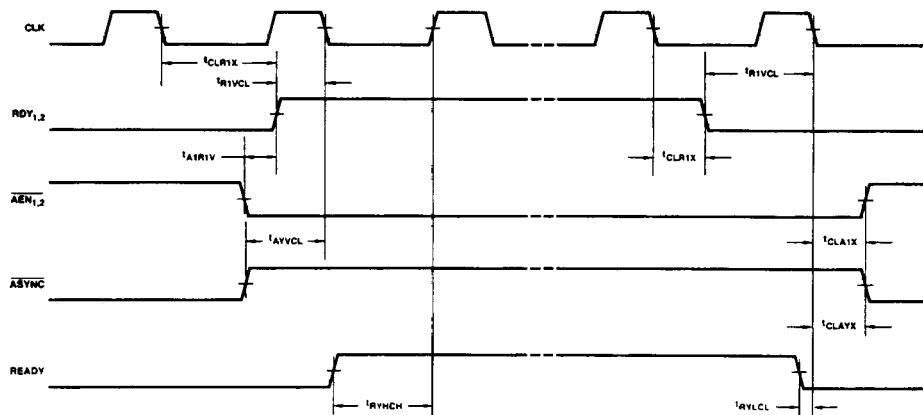 CLK
tCLR1X
tR1VCL
tR1VCL
RDY1,2
tA1R1V
tCLR1X
AEN1,2
tAYVCL
tCLA1X
ASYNC
tCLAYX
READY
tRYHCH
tRYLCL